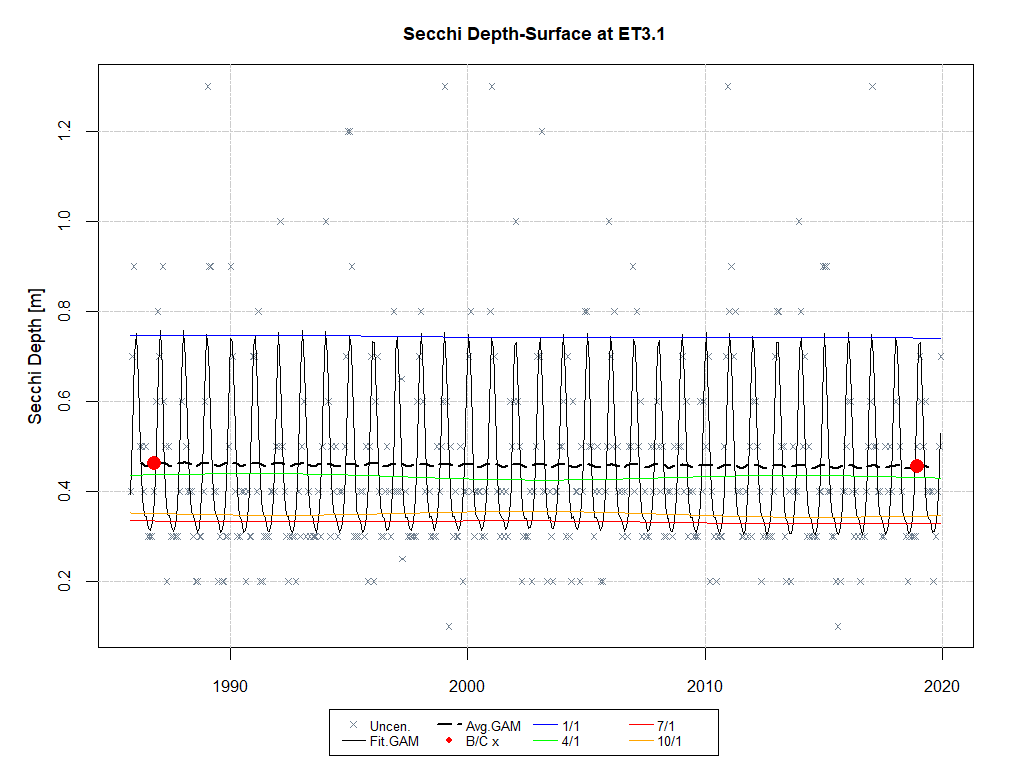 Secchi Depth-Surface at ET3.1
Secchi Depth [m]
1.2
1.0
0.8
0.6
0.4
0.2
1990 2000 2010 2020
Uncen. Avg.GAM 1/1 7/1
Fit.GAM B/C x 4/1 10/1